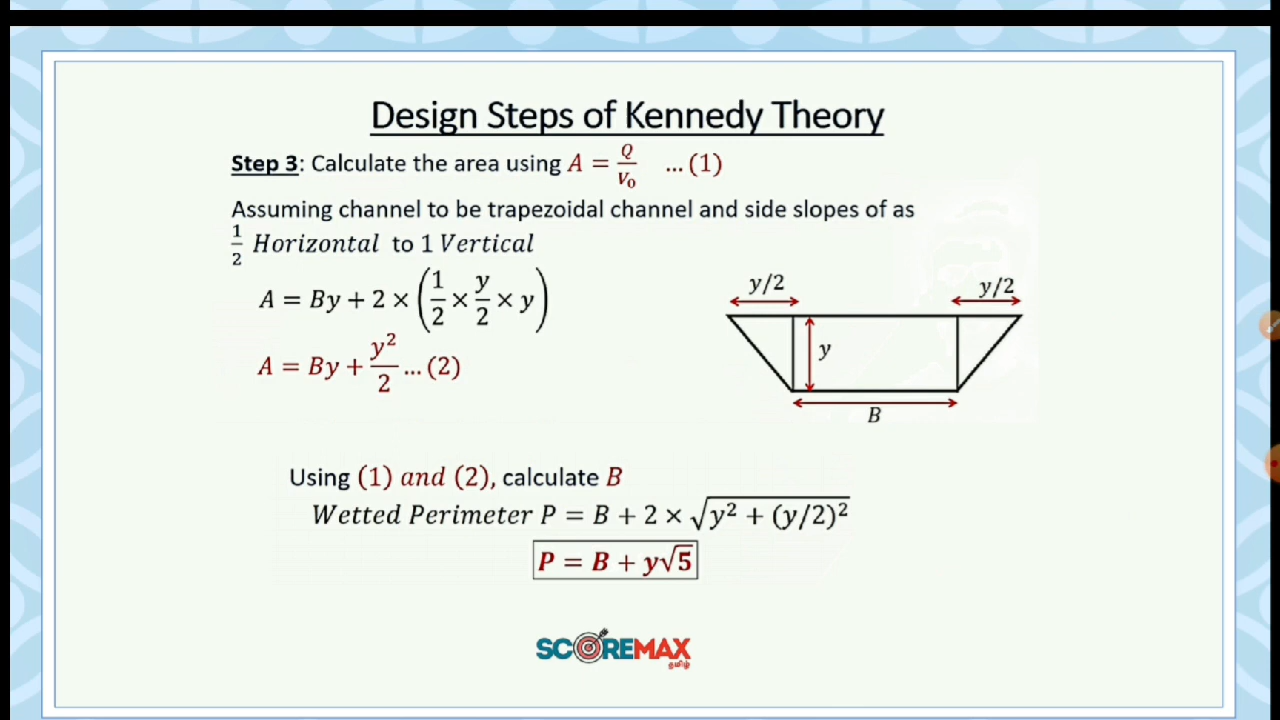 Design Steps of Kennedy Theory
Step 3: Calculate the area using A = Q/V₀ ...(1)
Assuming channel to be trapezoidal channel and side slopes of as
1/2 Horizontal to 1 Vertical
A = By + 2 × (1/2 × y/2 × y)
A = By + y²/2 ...(2)
y/2
y/2
y
B
Using (1) and (2), calculate B
Wetted Perimeter P = B + 2 × √(y² + (y/2)²)
P = B + y√5
SCOREMAX
தமிழ்